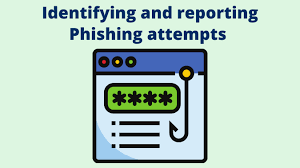 Identifying and reporting
Phishing attempts
****